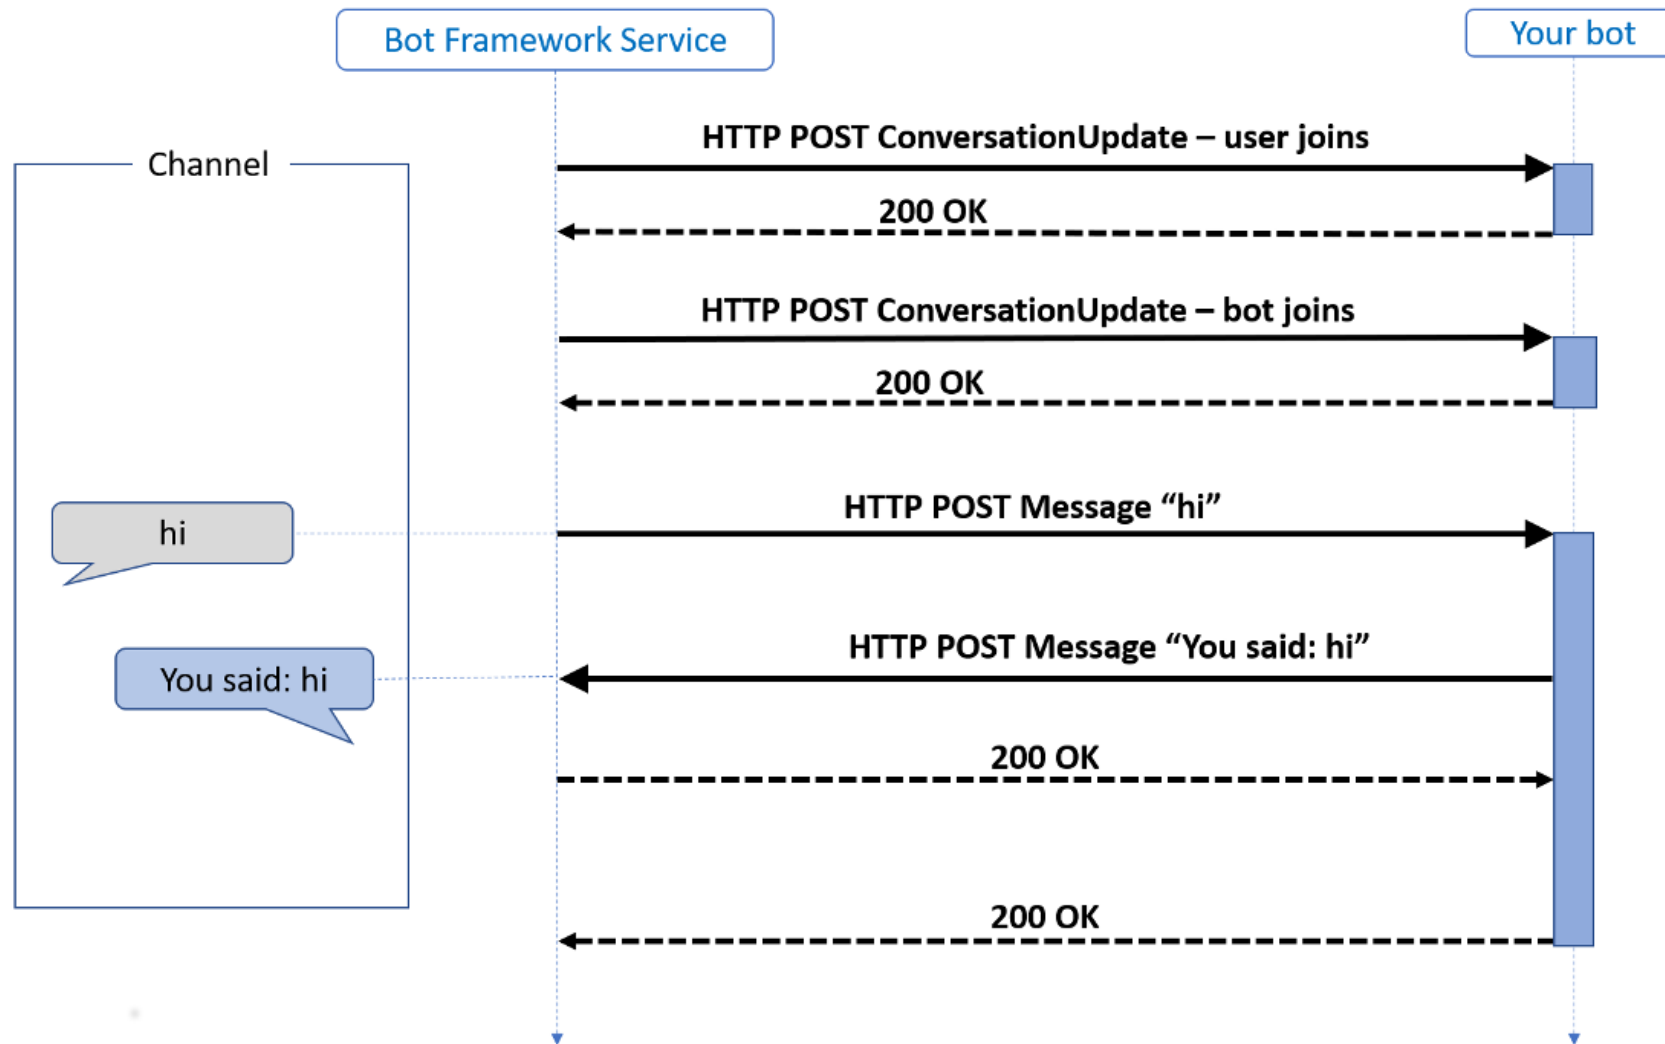 Bot Framework Service
Your bot
HTTP POST ConversationUpdate – user joins
Channel
200 OK
HTTP POST ConversationUpdate – bot joins
200 OK
HTTP POST Message “hi”
hi
HTTP POST Message “You said: hi”
You said: hi
200 OK
200 OK